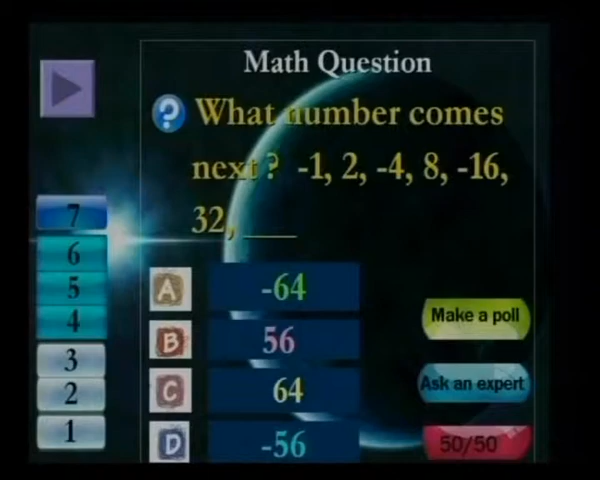 Math Question
? What number comes
next ? -1, 2, -4, 8, -16,
32, ____
7
6
5
4
3
2
1
A -64
B 56
C 64
D -56
Make a poll
Ask an expert
50/50